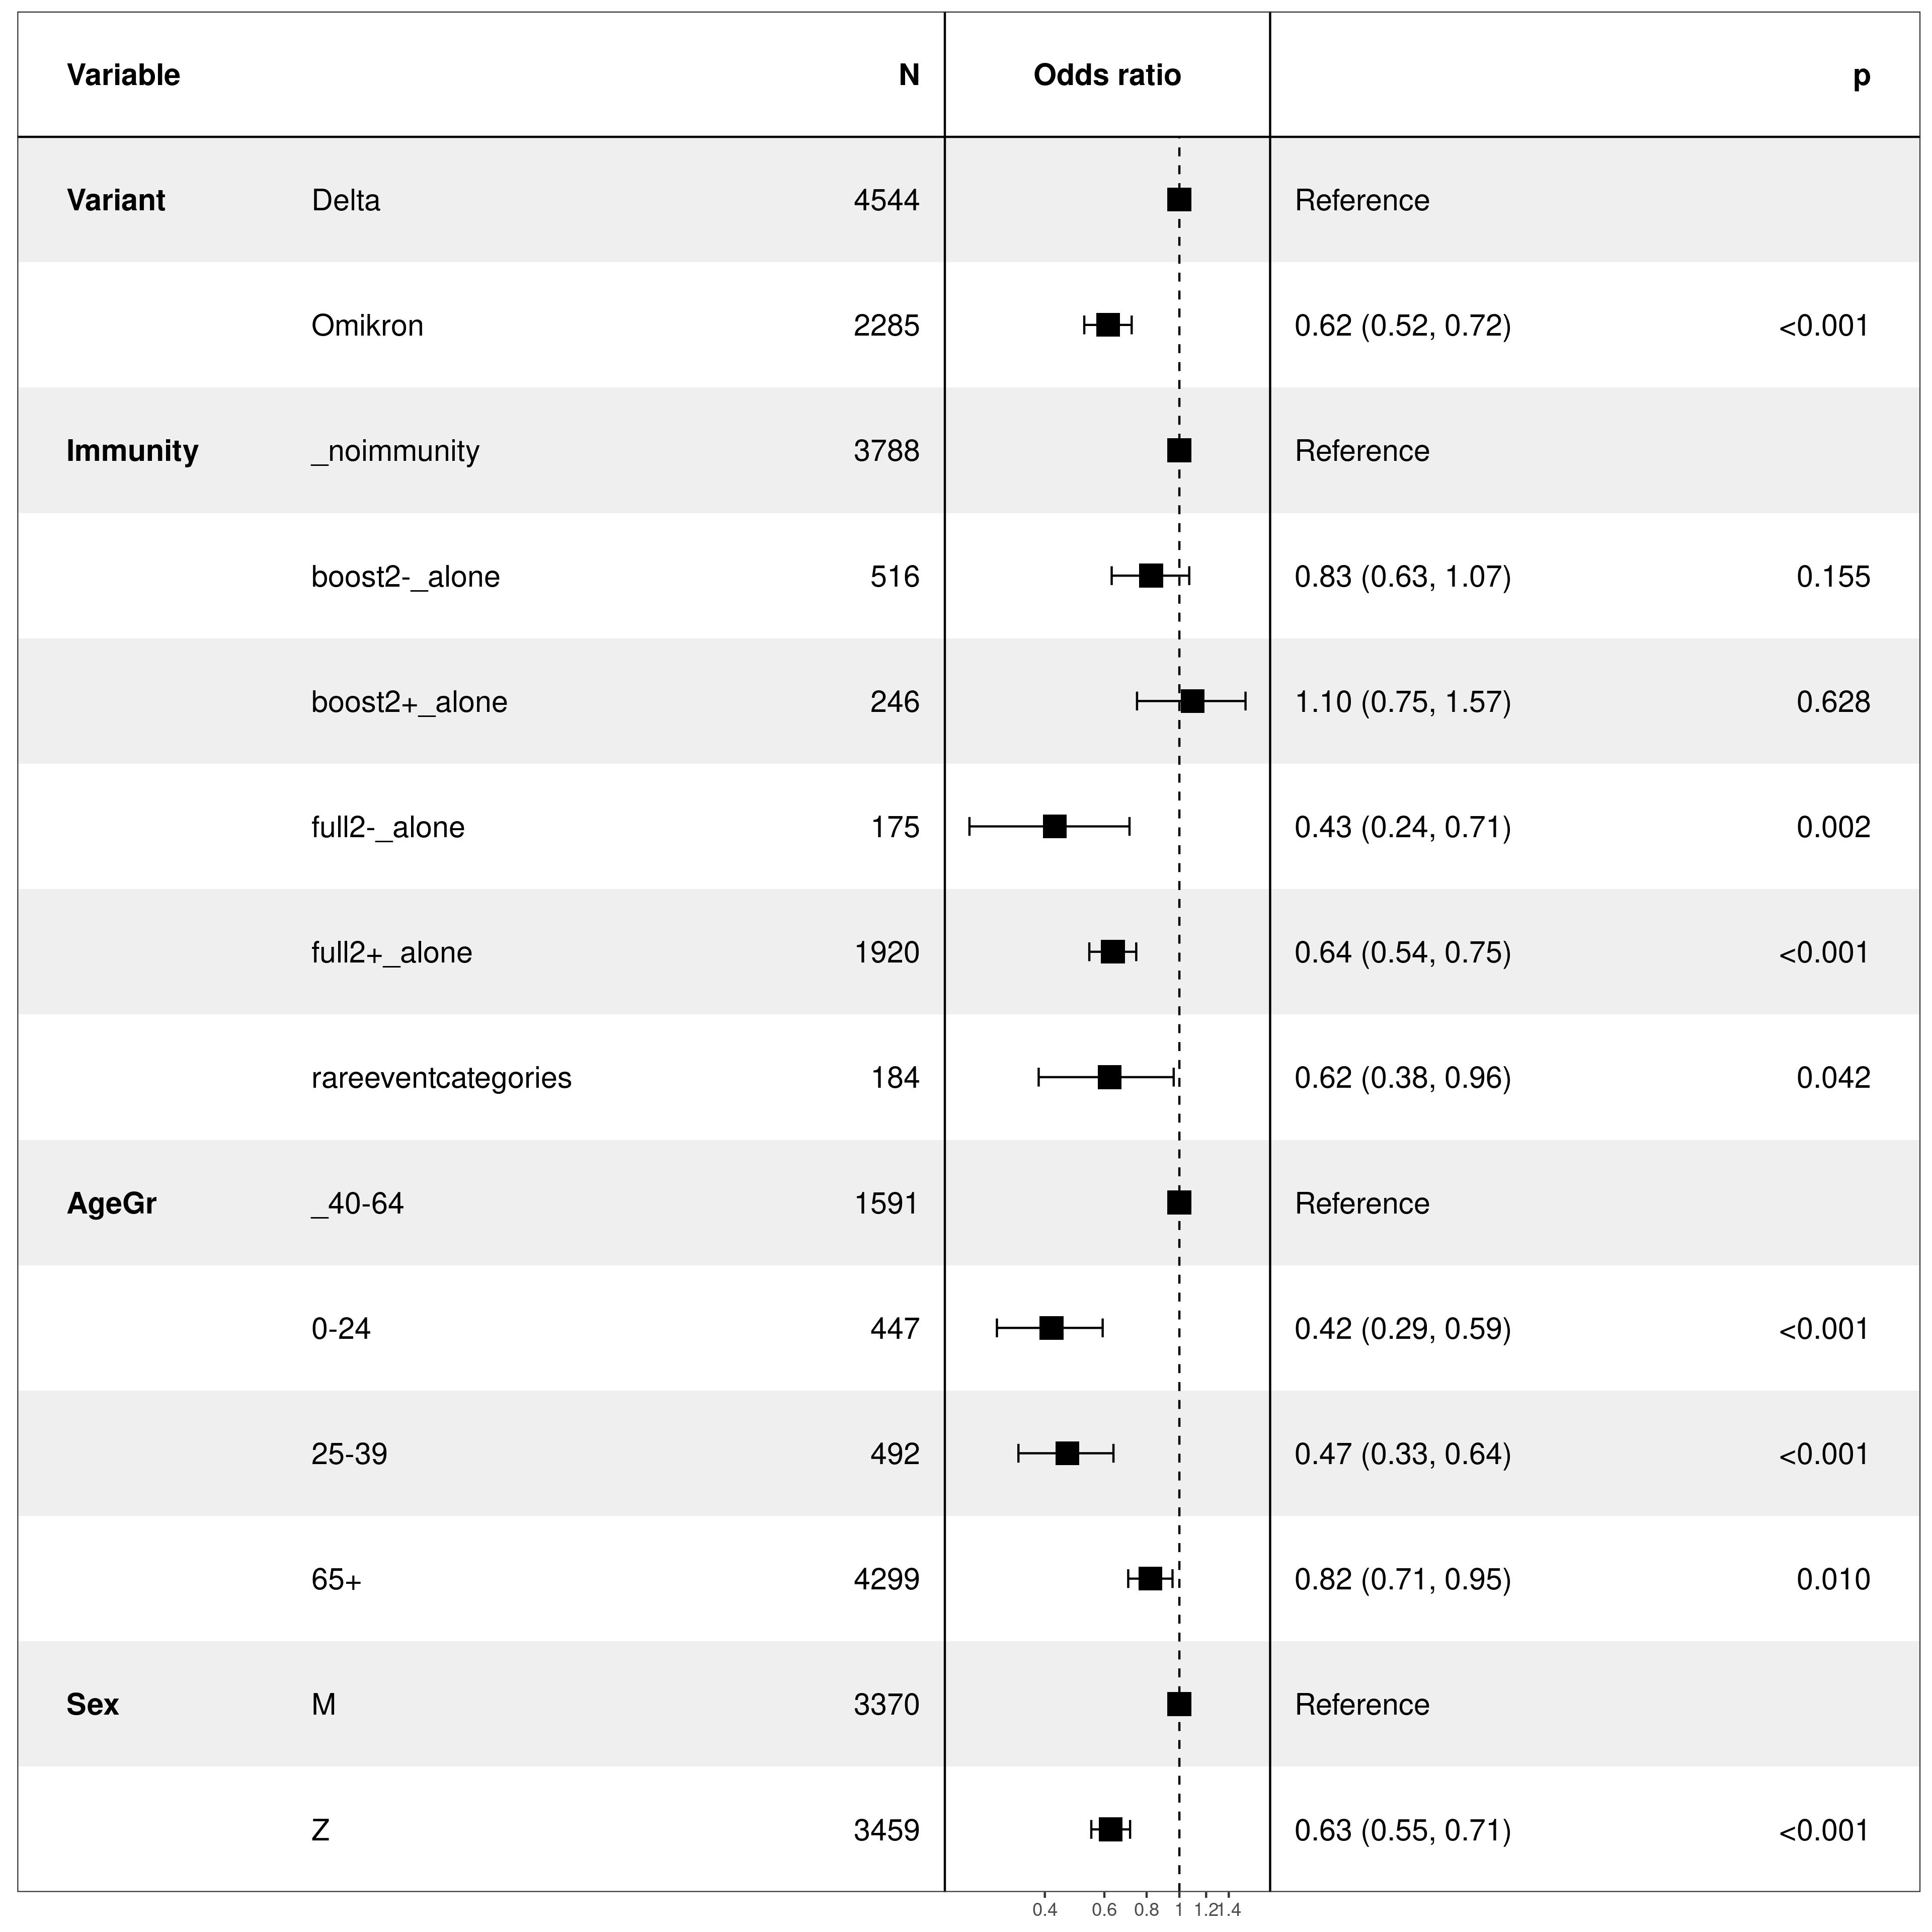 Variable N Odds ratio p
Variant Delta 4544 Reference
Omikron 2285 0.62 (0.52, 0.72) <0.001
Immunity _noimmunity 3788 Reference
boost2-_alone 516 0.83 (0.63, 1.07) 0.155
boost2+_alone 246 1.10 (0.75, 1.57) 0.628
full2-_alone 175 0.43 (0.24, 0.71) 0.002
full2+_alone 1920 0.64 (0.54, 0.75) <0.001
rareeventcategories 184 0.62 (0.38, 0.96) 0.042
AgeGr _40-64 1591 Reference
0-24 447 0.42 (0.29, 0.59) <0.001
25-39 492 0.47 (0.33, 0.64) <0.001
65+ 4299 0.82 (0.71, 0.95) 0.010
Sex M 3370 Reference
Z 3459 0.63 (0.55, 0.71) <0.001
0.4 0.6 0.8 1 1.2 1.4